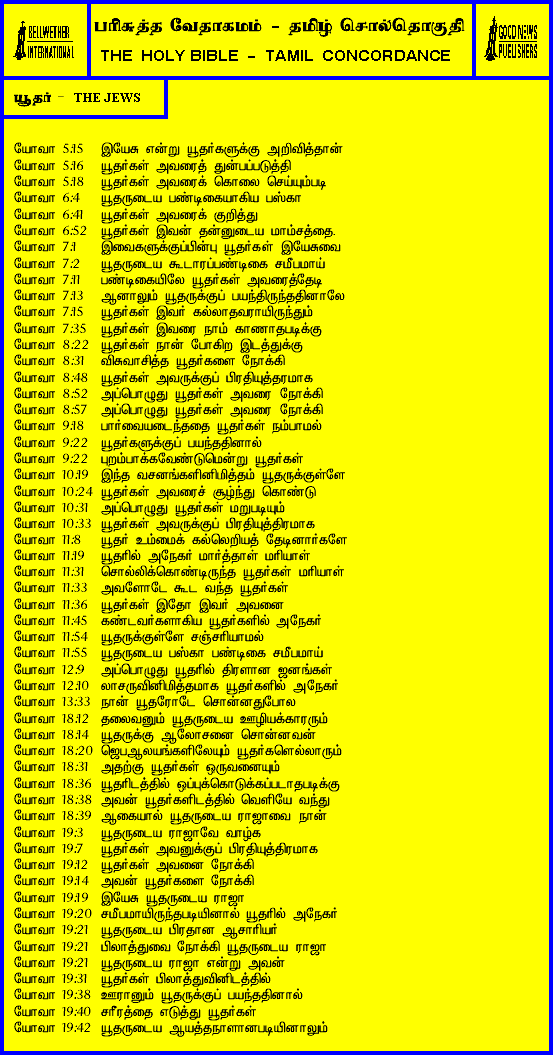 BELLWETHER INTERNATIONAL
பரிசுத்த வேதாகமம் - தமிழ் சொல்தொகுதி
THE HOLY BIBLE - TAMIL CONCORDANCE
GOOD NEWS PUBLISHERS
யூதர் - THE JEWS
யோவா 5:15 இயேசு என்று யூதர்களுக்கு அறிவித்தான்
யோவா 5:16 யூதர்கள் அவரைத் துன்பப்படுத்தி
யோவா 5:18 யூதர்கள் அவரைக் கொலை செய்யும்படி
யோவா 6:4 யூதருடைய பண்டிகையாகிய பஸ்கா
யோவா 6:41 யூதர்கள் அவரைக் குறித்து
யோவா 6:52 யூதர்கள் இவன் தன்னுடைய மாம்சத்தை.
யோவா 7:1 இவைகளுக்குப்பின்பு யூதர்கள் இயேசுவை
யோவா 7:2 யூதருடைய கூடாரப்பண்டிகை சமீபமாய்
யோவா 7:11 பண்டிகையிலே யூதர்கள் அவரைத்தேடி
யோவா 7:13 ஆனாலும் யூதருக்குப் பயந்திருந்ததினாலே
யோவா 7:15 யூதர்கள் இவர் கல்லாதவராயிருந்தும்
யோவா 7:35 யூதர்கள் இவரை நாம் காணாதபடிக்கு
யோவா 8:22 யூதர்கள் நான் போகிற இடத்துக்கு
யோவா 8:31 விசுவாசித்த யூதர்களை நோக்கி
யோவா 8:48 யூதர்கள் அவருக்குப் பிரதியுத்தரமாக
யோவா 8:52 அப்பொழுது யூதர்கள் அவரை நோக்கி
யோவா 8:57 அப்பொழுது யூதர்கள் அவரை நோக்கி
யோவா 9:18 பார்வையடைந்ததை யூதர்கள் நம்பாமல்
யோவா 9:22 யூதர்களுக்குப் பயந்ததினால்
யோவா 9:22 புறம்பாக்கவேண்டுமென்று யூதர்கள்
யோவா 10:19 இந்த வசனங்களினிமித்தம் யூதருக்குள்ளே
யோவா 10:24 யூதர்கள் அவரைச் சூழ்ந்து கொண்டு
யோவா 10:31 அப்பொழுது யூதர்கள் மறுபடியும்
யோவா 10:33 யூதர்கள் அவருக்குப் பிரதியுத்திரமாக
யோவா 11:8 யூதர் உம்மைக் கல்லெறியத் தேடினார்களே
யோவா 11:19 யூதரில் அநேகர் மார்த்தாள் மரியாள்
யோவா 11:31 சொல்லிக்கொண்டிருந்த யூதர்கள் மரியாள்
யோவா 11:33 அவளோடே கூட வந்த யூதர்கள்
யோவா 11:36 யூதர்கள் இதோ இவர் அவனை
யோவா 11:45 கண்டவர்களாகிய யூதர்களில் அநேகர்
யோவா 11:54 யூதருக்குள்ளே சஞ்சரியாமல்
யோவா 11:55 யூதருடைய பஸ்கா பண்டிகை சமீபமாய்
யோவா 12:9 அப்பொழுது யூதரில் திரளான ஜனங்கள்
யோவா 12:10 லாசருவினிமித்தமாக யூதர்களில் அநேகர்
யோவா 13:33 நான் யூதரோடே சொன்னதுபோல
யோவா 18:12 தலைவனும் யூதருடைய ஊழியக்காரரும்
யோவா 18:14 யூதருக்கு ஆலோசனை சொன்னவன்
யோவா 18:20 ஜெபஆலயங்களிலேயும் யூதர்களெல்லாரும்
யோவா 18:31 அதற்கு யூதர்கள் ஒருவனையும்
யோவா 18:36 யூதரிடத்தில் ஒப்புக்கொடுக்கப்படாதபடிக்கு
யோவா 18:38 அவன் யூதர்களிடத்தில் வெளியே வந்து
யோவா 18:39 ஆகையால் யூதருடைய ராஜாவை நான்
யோவா 19:3 யூதருடைய ராஜாவே வாழ்க
யோவா 19:7 யூதர்கள் அவனுக்குப் பிரதியுத்திரமாக
யோவா 19:12 யூதர்கள் அவனை நோக்கி
யோவா 19:14 அவன் யூதர்களை நோக்கி
யோவா 19:19 இயேசு யூதருடைய ராஜா
யோவா 19:20 சமீபமாயிருந்தபடியினால் யூதரில் அநேகர்
யோவா 19:21 யூதருடைய பிரதான ஆசாரியர்
யோவா 19:21 பிலாத்துவை நோக்கி யூதருடைய ராஜா
யோவா 19:21 யூதருடைய ராஜா என்று அவன்
யோவா 19:31 யூதர்கள் பிலாத்துவினிடத்தில்
யோவா 19:38 ஊரானும் யூதருக்குப் பயந்ததினால்
யோவா 19:40 சரீரத்தை எடுத்து யூதர்கள்
யோவா 19:42 யூதருடைய ஆயத்தநாளானபடியினாலும்